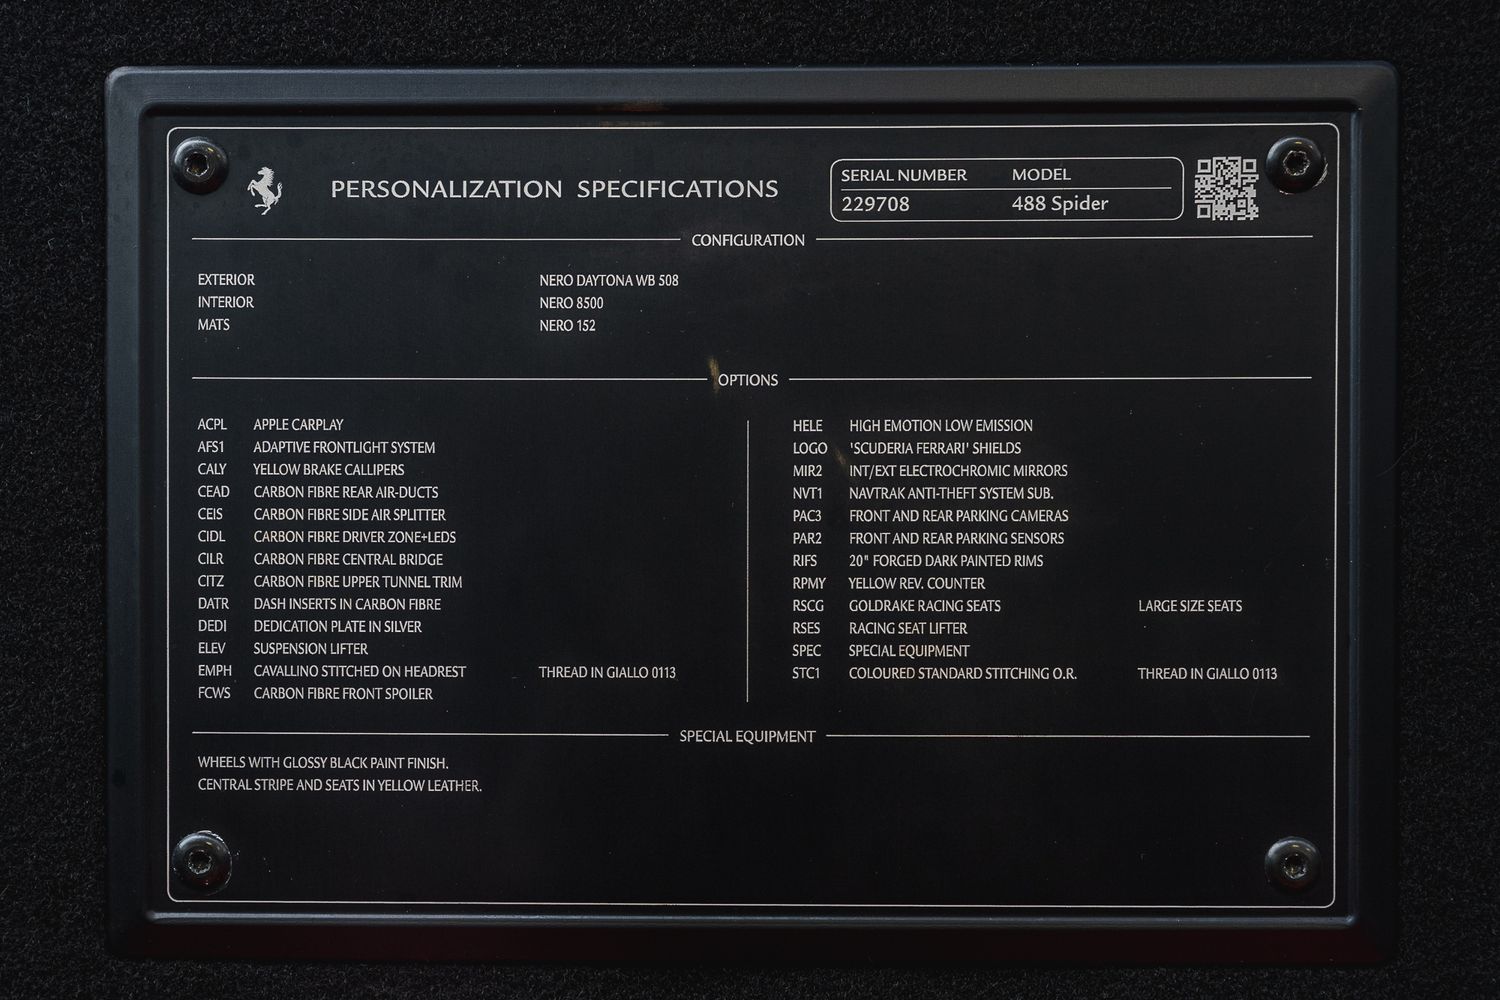 PERSONALIZATION SPECIFICATIONS
SERIAL NUMBER MODEL
229708 488 Spider
CONFIGURATION
EXTERIOR NERO DAYTONA WB 508
INTERIOR NERO 8500
MATS NERO 152
OPTIONS
ACPL APPLE CARPLAY
AFS1 ADAPTIVE FRONTLIGHT SYSTEM
CALY YELLOW BRAKE CALLIPERS
CEAD CARBON FIBRE REAR AIR-DUCTS
CEIS CARBON FIBRE SIDE AIR SPLITTER
CIDL CARBON FIBRE DRIVER ZONE+LEDS
CILR CARBON FIBRE CENTRAL BRIDGE
CITZ CARBON FIBRE UPPER TUNNEL TRIM
DATR DASH INSERTS IN CARBON FIBRE
DEDI DEDICATION PLATE IN SILVER
ELEV SUSPENSION LIFTER
EMPH CAVALLINO STITCHED ON HEADREST THREAD IN GIALLO 0113
FCWS CARBON FIBRE FRONT SPOILER
HELE HIGH EMOTION LOW EMISSION
LOGO 'SCUDERIA FERRARI' SHIELDS
MIR2 INT/EXT ELECTROCHROMIC MIRRORS
NVT1 NAVTRAK ANTI-THEFT SYSTEM SUB.
PAC3 FRONT AND REAR PARKING CAMERAS
PAR2 FRONT AND REAR PARKING SENSORS
RIFS 20" FORGED DARK PAINTED RIMS
RPMY YELLOW REV. COUNTER
RSCG GOLDRAKE RACING SEATS LARGE SIZE SEATS
RSES RACING SEAT LIFTER
SPEC SPECIAL EQUIPMENT
STC1 COLOURED STANDARD STITCHING O.R. THREAD IN GIALLO 0113
SPECIAL EQUIPMENT
WHEELS WITH GLOSSY BLACK PAINT FINISH.
CENTRAL STRIPE AND SEATS IN YELLOW LEATHER.